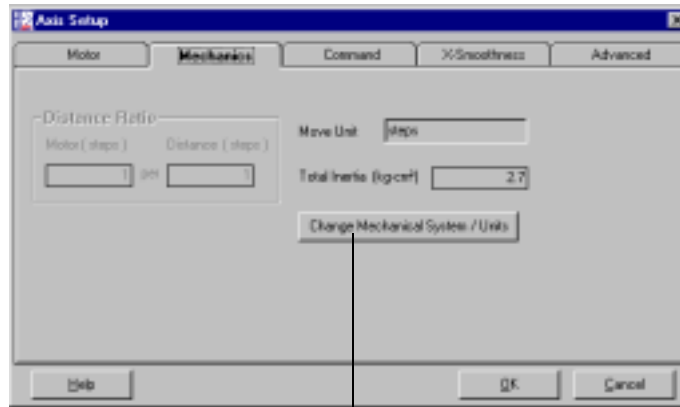 Axis Setup
Motor Mechanics Command X-Smoothness Advanced
Distance Ratio
Motor (steps) Distance (steps)
1 per 1
Move Unit steps
Total Inertia (kg-cm²) 2.7
Change Mechanical System / Units
Help OK Cancel